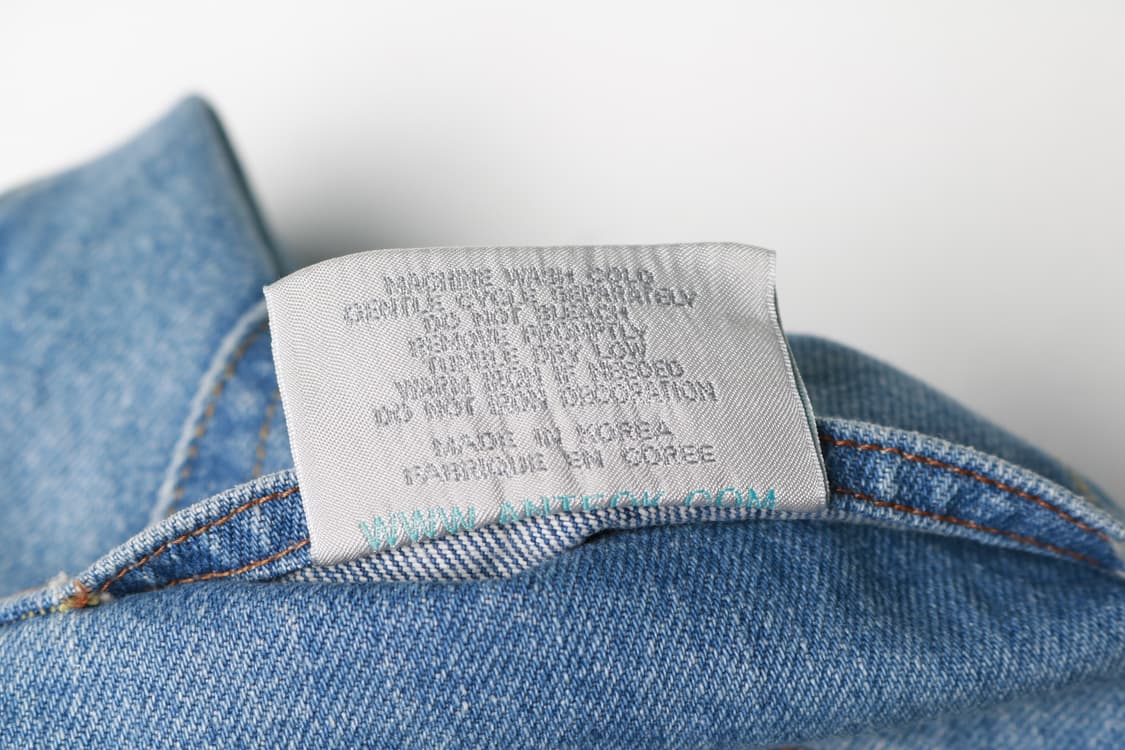 MACHINE WASH COLD
GENTLE CYCLE SEPARATELY
DO NOT BLEACH
REMOVE PROMPTLY
TUMBLE DRY LOW
WARM IRON IF NEEDED
DO NOT IRON DECORATION
MADE IN KOREA
FABRIQUE EN COREE